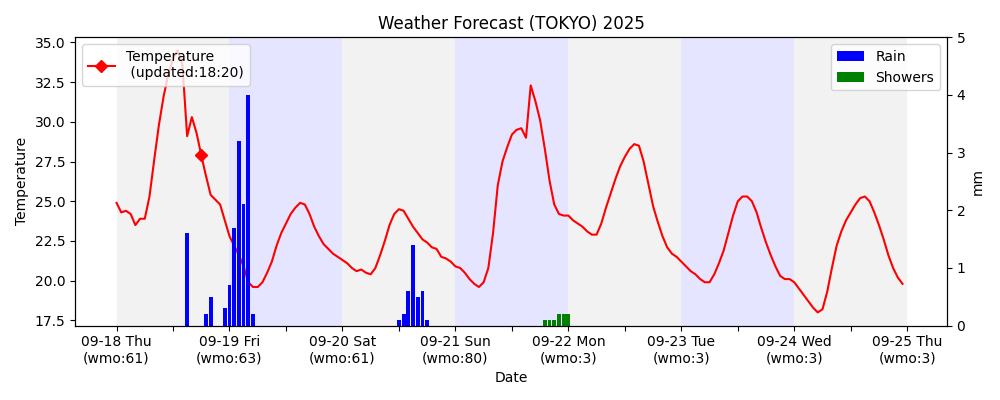 Weather Forecast (TOKYO) 2025
Temperature
(updated:18:20)
Rain
Showers
35.0
32.5
30.0
27.5
25.0
22.5
20.0
17.5
Temperature
5
4
3
2
1
0
mm
09-18 Thu
(wmo:61)
09-19 Fri
(wmo:63)
09-20 Sat
(wmo:61)
09-21 Sun
(wmo:80)
09-22 Mon
(wmo:3)
09-23 Tue
(wmo:3)
09-24 Wed
(wmo:3)
09-25 Thu
(wmo:3)
Date